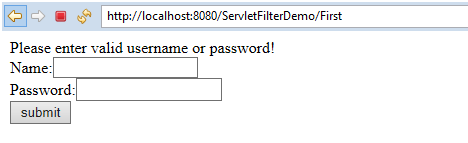 http://localhost:8080/ServletFilterDemo/First
Please enter valid username or password!
Name:
Password:
submit